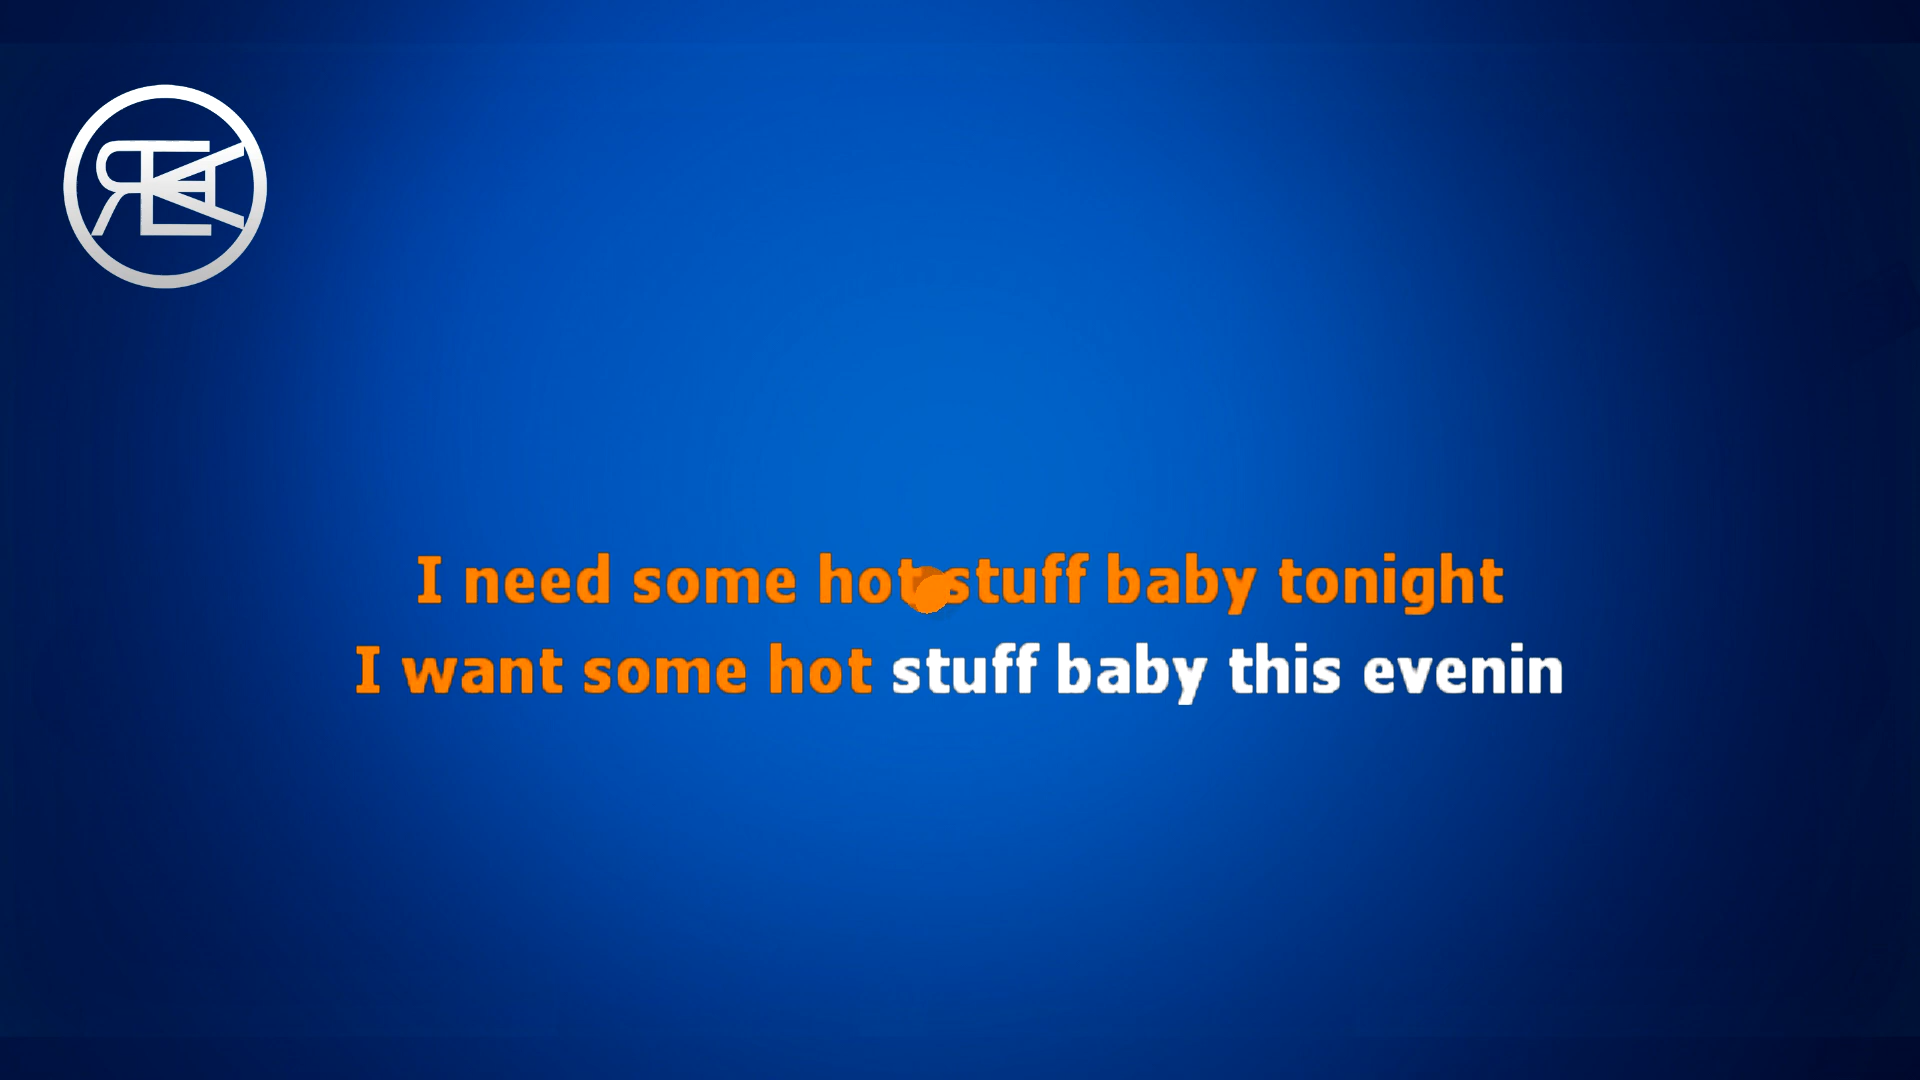 I need some hot stuff baby tonight
I want some hot stuff baby this evenin